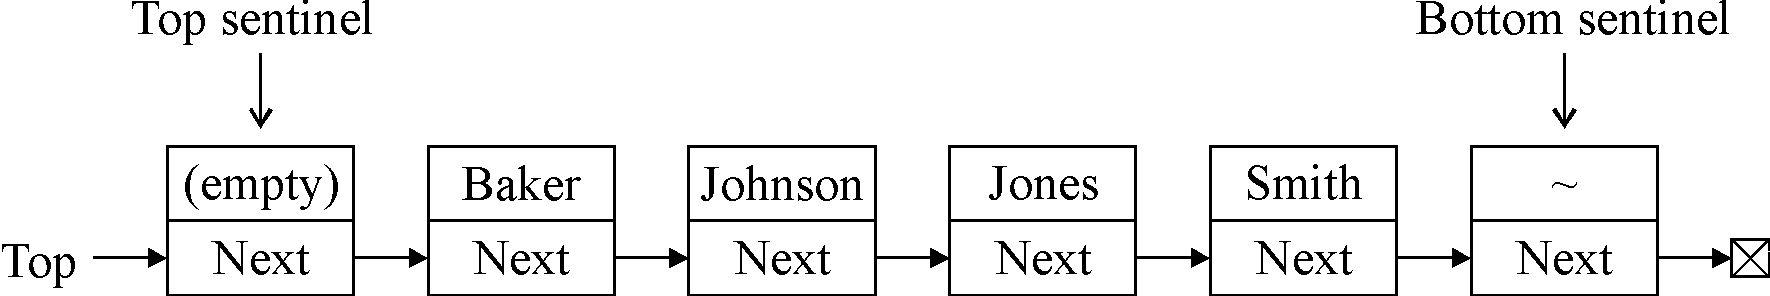 Top sentinel Bottom sentinel
(empty) Baker Johnson Jones Smith ~
Top Next Next Next Next Next Next